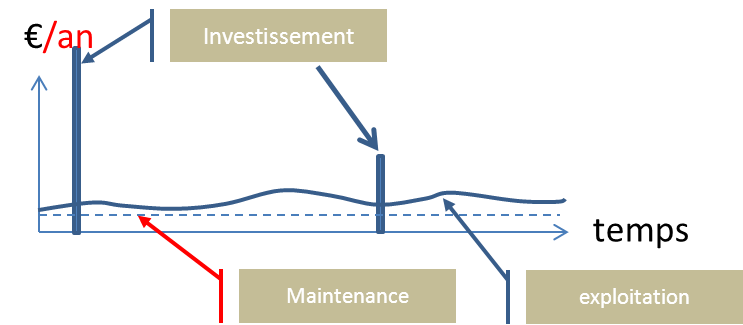 €/an
Investissement
temps
Maintenance
exploitation